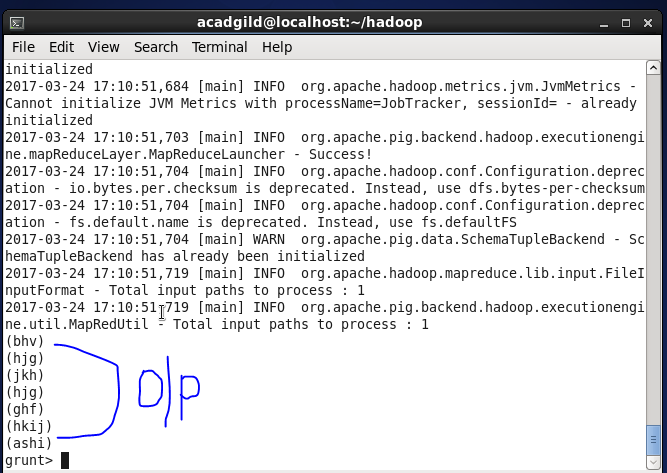 acadgild@localhost:~/hadoop
File Edit View Search Terminal Help
initialized
2017-03-24 17:10:51,684 [main] INFO  org.apache.hadoop.metrics.jvm.JvmMetrics -
Cannot initialize JVM Metrics with processName=JobTracker, sessionId= - already
initialized
2017-03-24 17:10:51,703 [main] INFO  org.apache.pig.backend.hadoop.executionengi
ne.mapReduceLayer.MapReduceLauncher - Success!
2017-03-24 17:10:51,704 [main] INFO  org.apache.hadoop.conf.Configuration.deprec
ation - io.bytes.per.checksum is deprecated. Instead, use dfs.bytes-per-checksum
2017-03-24 17:10:51,704 [main] INFO  org.apache.hadoop.conf.Configuration.deprec
ation - fs.default.name is deprecated. Instead, use fs.defaultFS
2017-03-24 17:10:51,704 [main] WARN  org.apache.pig.data.SchemaTupleBackend - Sc
hemaTupleBackend has already been initialized
2017-03-24 17:10:51,719 [main] INFO  org.apache.hadoop.mapreduce.lib.input.FileI
nputFormat - Total input paths to process : 1
2017-03-24 17:10:51,719 [main] INFO  org.apache.pig.backend.hadoop.executionengi
ne.util.MapRedUtil - Total input paths to process : 1
(bhv)
(hjg)
(jkh)
(hjg)
(ghf)
(hkij)
(ashi)
O|P
grunt>